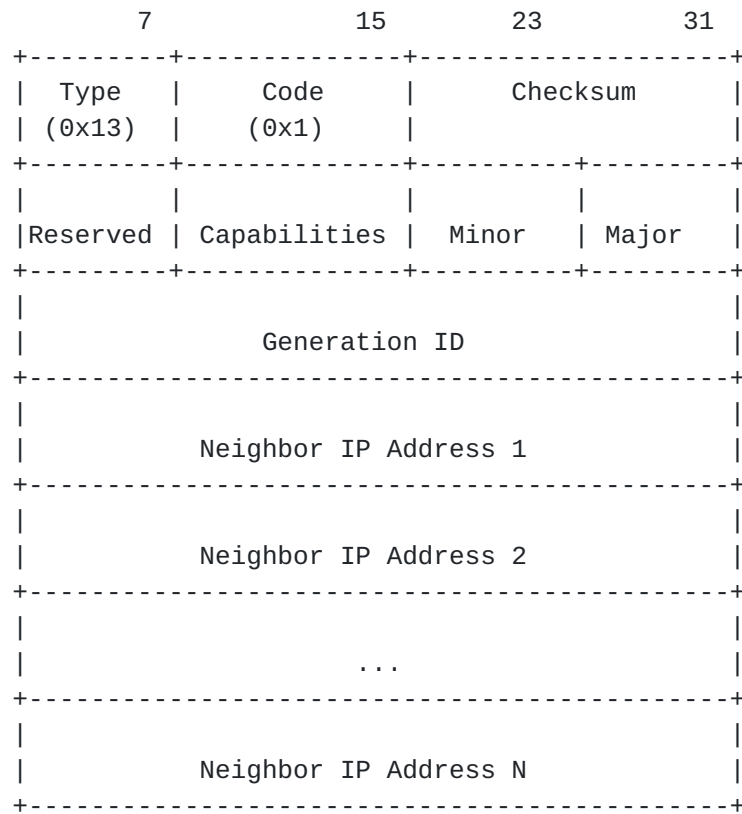 7 15 23 31
Type Code Checksum
(0x13) (0x1)
Reserved Capabilities Minor Major
Generation ID
Neighbor IP Address 1
Neighbor IP Address 2
...
Neighbor IP Address N